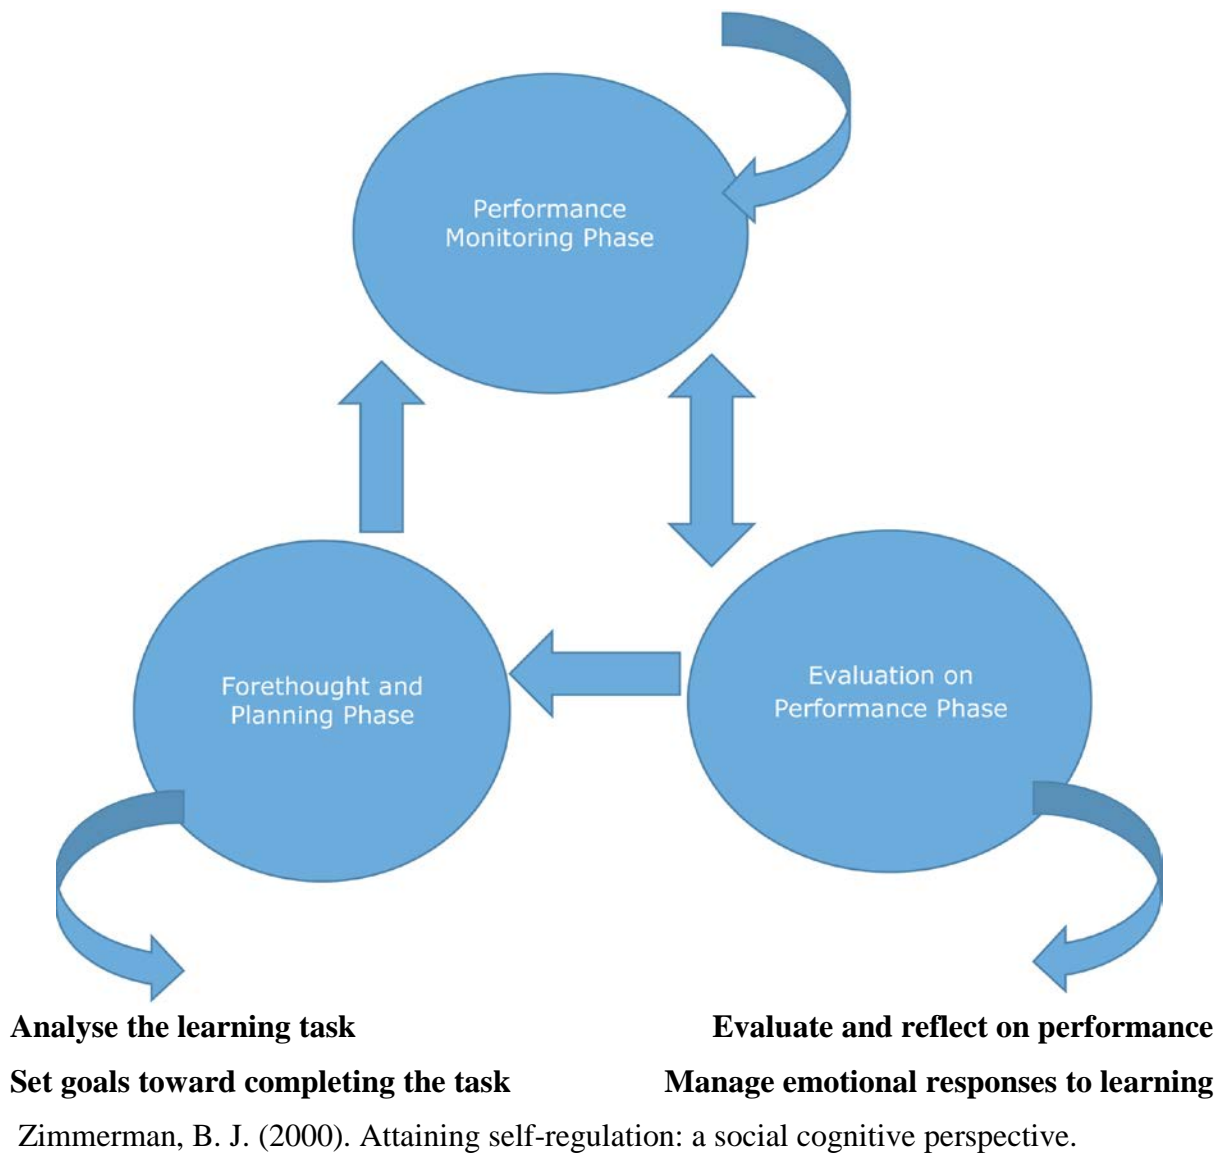 Performance
Monitoring Phase
Forethought and
Planning Phase
Evaluation on
Performance Phase
Analyse the learning task
Evaluate and reflect on performance
Set goals toward completing the task
Manage emotional responses to learning
Zimmerman, B. J. (2000). Attaining self-regulation: a social cognitive perspective.